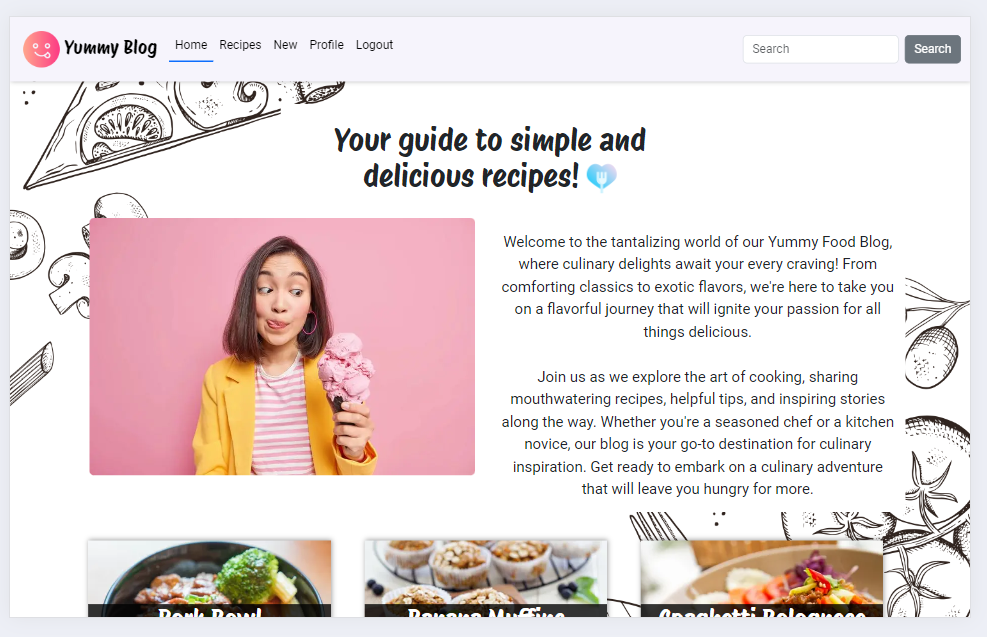 Yummy Blog
Home Recipes New Profile Logout
Search
Search
Your guide to simple and
delicious recipes!
Welcome to the tantalizing world of our Yummy Food Blog,
where culinary delights await your every craving! From
comforting classics to exotic flavors, we're here to take you
on a flavorful journey that will ignite your passion for all
things delicious.
Join us as we explore the art of cooking, sharing
mouthwatering recipes, helpful tips, and inspiring stories
along the way. Whether you're a seasoned chef or a kitchen
novice, our blog is your go-to destination for culinary
inspiration. Get ready to embark on a culinary adventure
that will leave you hungry for more.
Pork Bowl
Banana Muffins
Spaghetti Bolognese